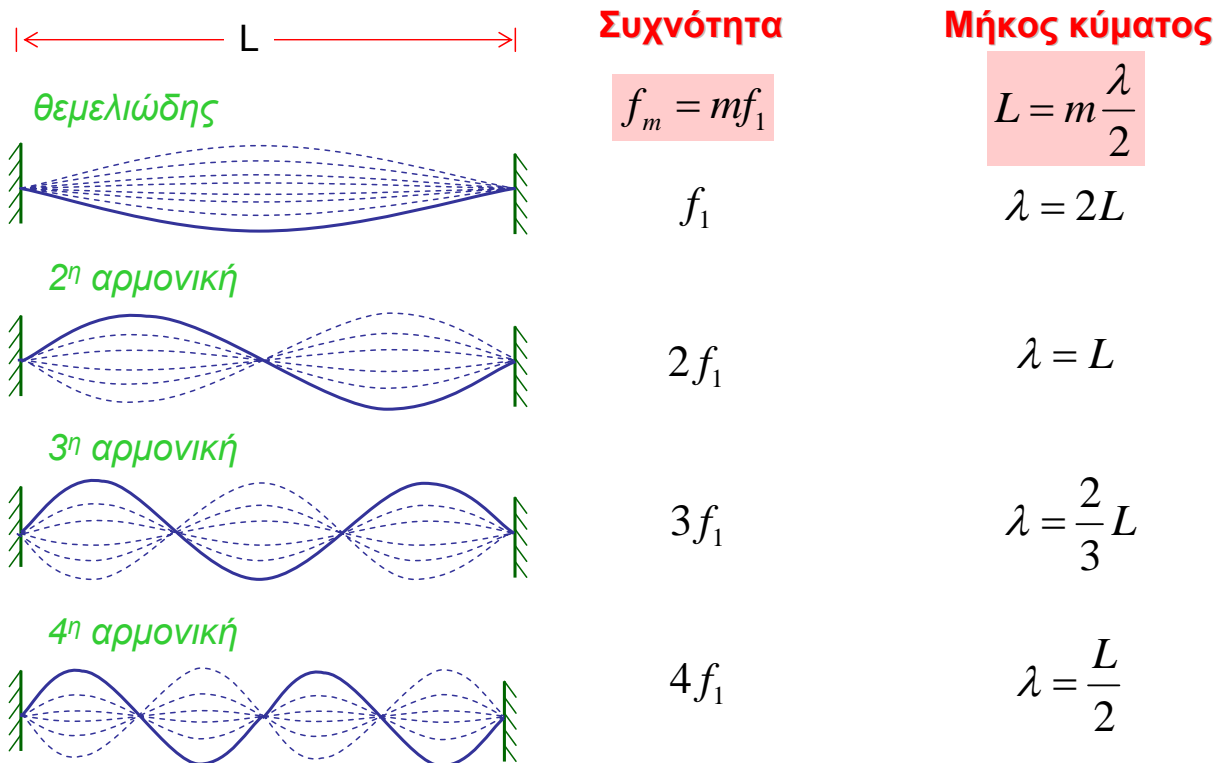 L
Συχνότητα
Μήκος κύματος
θεμελιώδης
f_m = mf_1
L = m λ/2
f_1
λ = 2L
2η αρμονική
2f_1
λ = L
3η αρμονική
3f_1
λ = 2/3 L
4η αρμονική
4f_1
λ = L/2